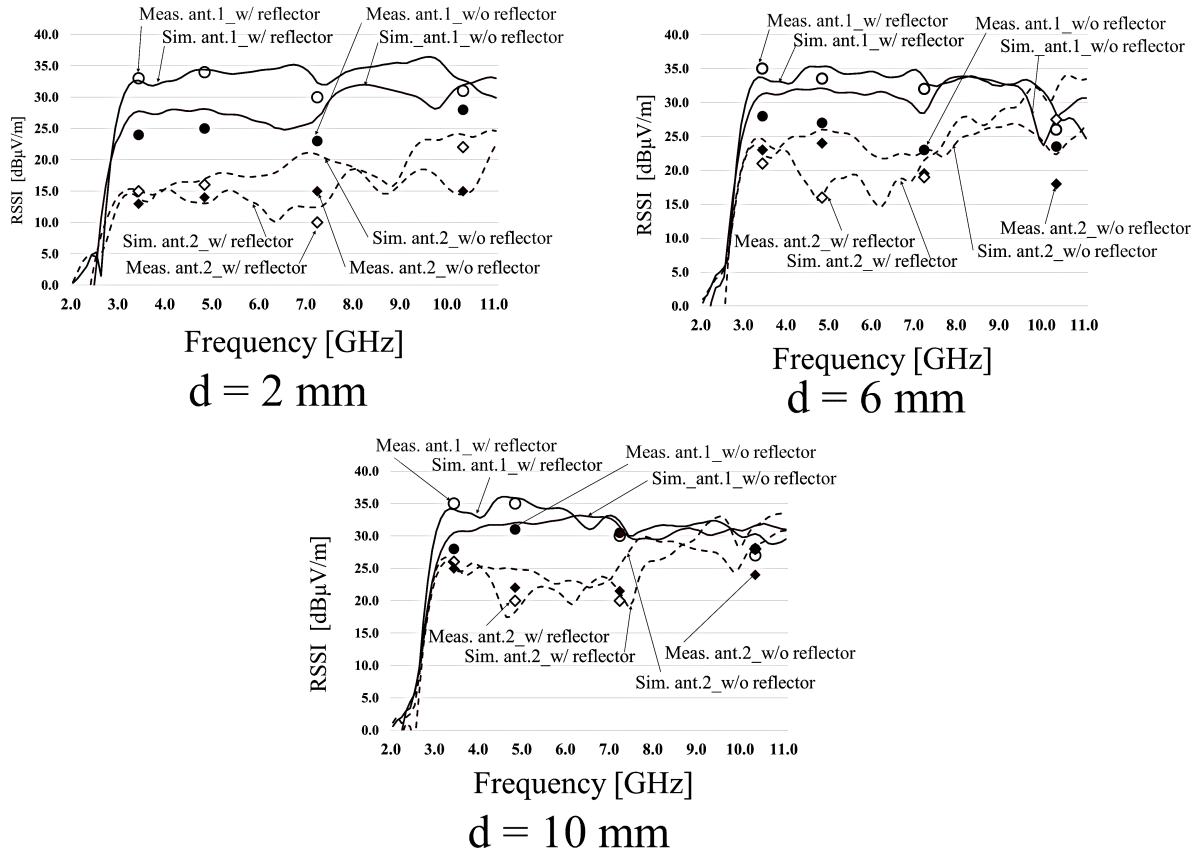 Meas. ant.1_w/ reflector
Meas. ant.1_w/o reflector
Sim. ant.1_w/ reflector
Sim._ant.1_w/o reflector
RSSI [dBµV/m]
40.0
35.0
30.0
25.0
20.0
15.0
10.0
5.0
0.0
Sim. ant.2_w/ reflector
Sim. ant.2_w/o reflector
Meas. ant.2_w/ reflector
Meas. ant.2_w/o reflector
2.0 3.0 4.0 5.0 6.0 7.0 8.0 9.0 10.0 11.0
Frequency [GHz]
d = 2 mm
Meas. ant.1_w/ reflector
Meas. ant.1_w/o reflector
Sim. ant.1_w/ reflector
Sim._ant.1_w/o reflector
RSSI [dBµV/m]
40.0
35.0
30.0
25.0
20.0
15.0
10.0
5.0
0.0
Meas. ant.2_w/o reflector
Meas. ant.2_w/ reflector
Sim. ant.2_w/o reflector
Sim. ant.2_w/ reflector
2.0 3.0 4.0 5.0 6.0 7.0 8.0 9.0 10.0 11.0
Frequency [GHz]
d = 6 mm
Meas. ant.1_w/ reflector
Meas. ant.1_w/o reflector
Sim. ant.1_w/ reflector
Sim._ant.1_w/o reflector
RSSI [dBµV/m]
40.0
35.0
30.0
25.0
20.0
15.0
10.0
5.0
0.0
Meas. ant.2_w/ reflector
Meas. ant.2_w/o reflector
Sim. ant.2_w/ reflector
Sim. ant.2_w/o reflector
2.0 3.0 4.0 5.0 6.0 7.0 8.0 9.0 10.0 11.0
Frequency [GHz]
d = 10 mm